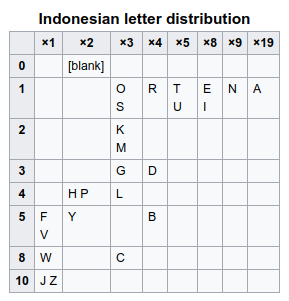 Indonesian letter distribution
×1 ×2 ×3 ×4 ×5 ×8 ×9 ×19
0 [blank]
1 O S R T U E I N A
2 K M
3 G D
4 H P L
5 F V Y B
8 W C
10 J Z